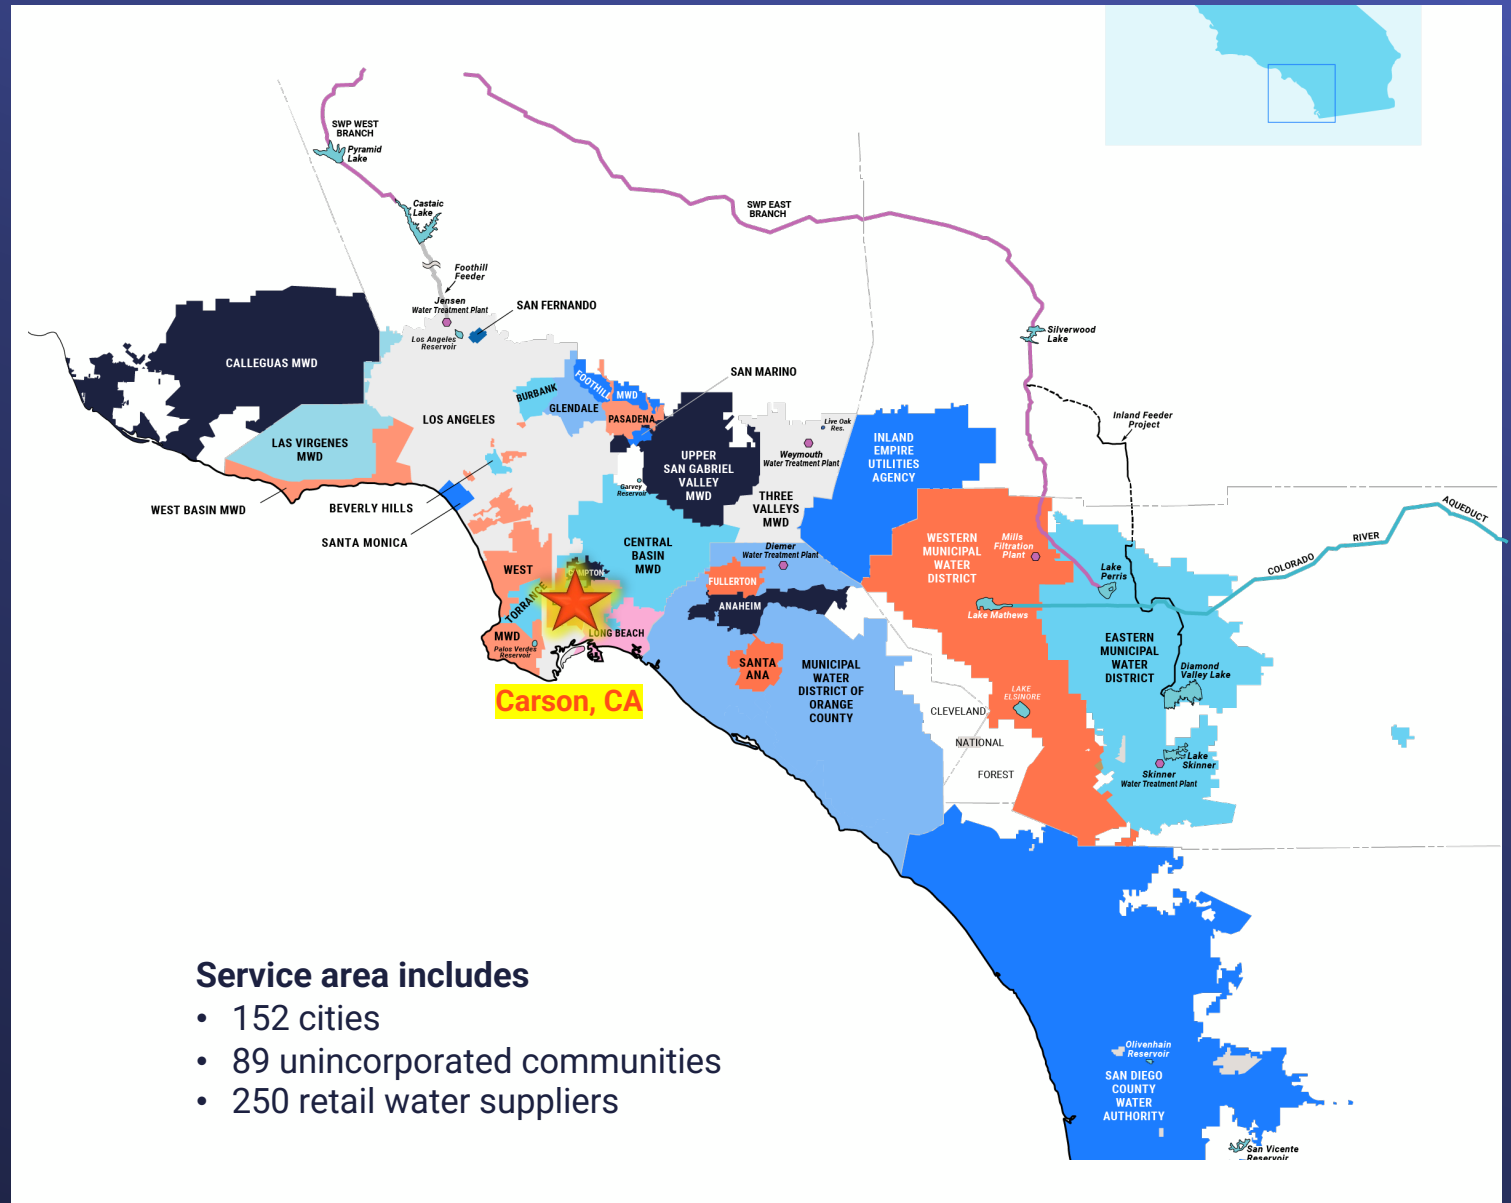 SWP WEST
BRANCH
Pyramid
Lake
Castaic
Lake
SWP EAST
BRANCH
Foothill
Feeder
Jensen
Water Treatment Plant
SAN FERNANDO
Los Angeles
Reservoir
Silverwood
Lake
CALLEGUAS MWD
SAN MARINO
BURBANK
FOOTHILL
MWD
GLENDALE
PASADENA
LOS ANGELES
Live Oak
Res.
Inland Feeder
Project
LAS VIRGENES
MWD
UPPER
SAN GABRIEL
VALLEY
MWD
Weymouth
Water Treatment Plant
INLAND
EMPIRE
UTILITIES
AGENCY
Garvey
Reservoir
THREE
VALLEYS
MWD
WEST BASIN MWD
BEVERLY HILLS
SANTA MONICA
AQUEDUCT
RIVER
COLORADO
CENTRAL
BASIN
MWD
Diemer
Water Treatment Plant
WESTERN
MUNICIPAL
WATER
DISTRICT
Mills
Filtration
Plant
Lake
Perris
WEST
TORRANCE
FULLERTON
ANAHEIM
Lake Mathews
MWD
Palos Verdes
Reservoir
LONG BEACH
EASTERN
MUNICIPAL
WATER
DISTRICT
SANTA
ANA
MUNICIPAL
WATER
DISTRICT OF
ORANGE
COUNTY
Diamond
Valley Lake
LAKE
ELSINORE
Carson, CA
CLEVELAND
NATIONAL
FOREST
Lake
Skinner
Skinner
Water Treatment Plant
Service area includes
• 152 cities
• 89 unincorporated communities
• 250 retail water suppliers
Olivenhain
Reservoir
SAN DIEGO
COUNTY
WATER
AUTHORITY
San Vicente
Reservoir